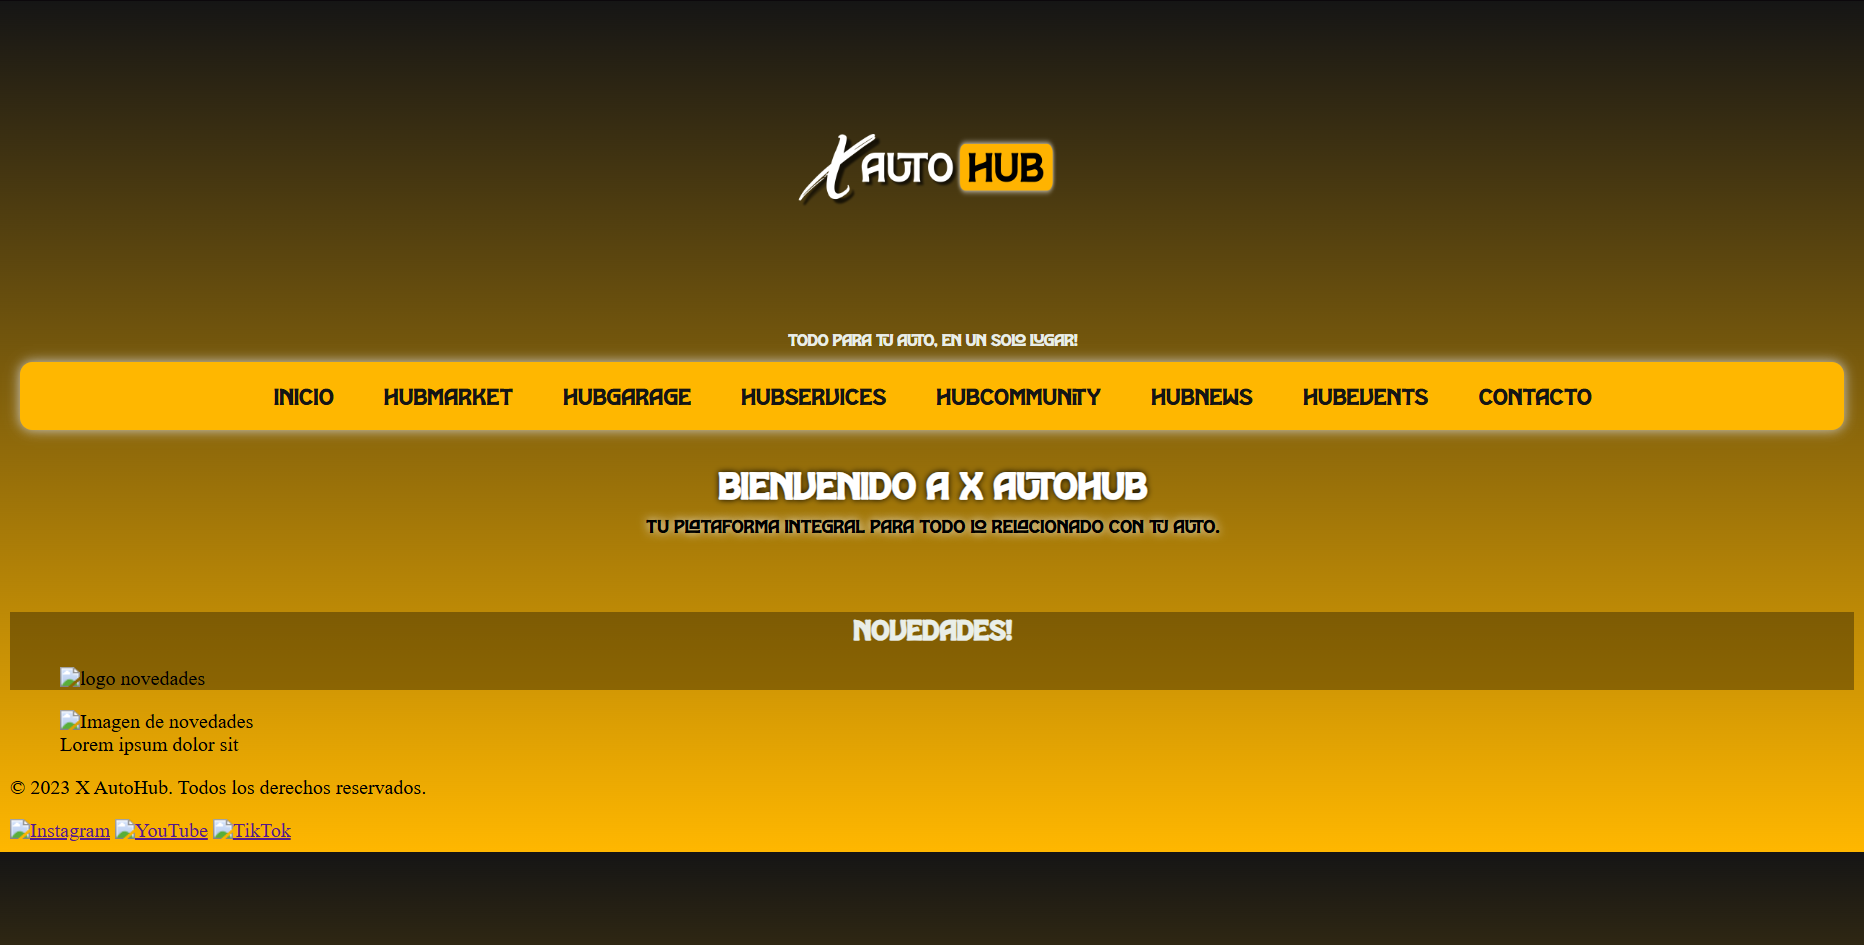 X AUTO HUB
TODO PARA TU AUTO, EN UN SOLO LUGAR!
INICIO HUBMARKET HUBGARAGE HUBSERVICES HUBCOMMUNITY HUBNEWS HUBEVENTS CONTACTO
BIENVENIDO A X AUTOHUB
TU PLATAFORMA INTEGRAL PARA TODO LO RELACIONADO CON TU AUTO.
NOVEDADES!
logo novedades
Imagen de novedades
Lorem ipsum dolor sit
© 2023 X AutoHub. Todos los derechos reservados.
Instagram YouTube TikTok